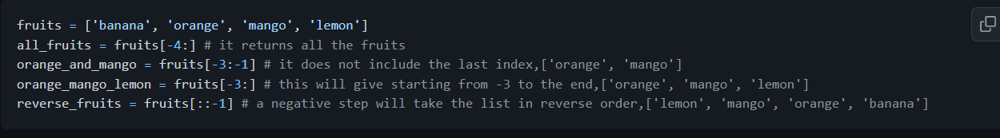 fruits = ['banana', 'orange', 'mango', 'lemon']
all_fruits = fruits[-4:] # it returns all the fruits
orange_and_mango = fruits[-3:-1] # it does not include the last index,['orange', 'mango']
orange_mango_lemon = fruits[-3:] # this will give starting from -3 to the end,['orange', 'mango', 'lemon']
reverse_fruits = fruits[::-1] # a negative step will take the list in reverse order,['lemon', 'mango', 'orange', 'banana']